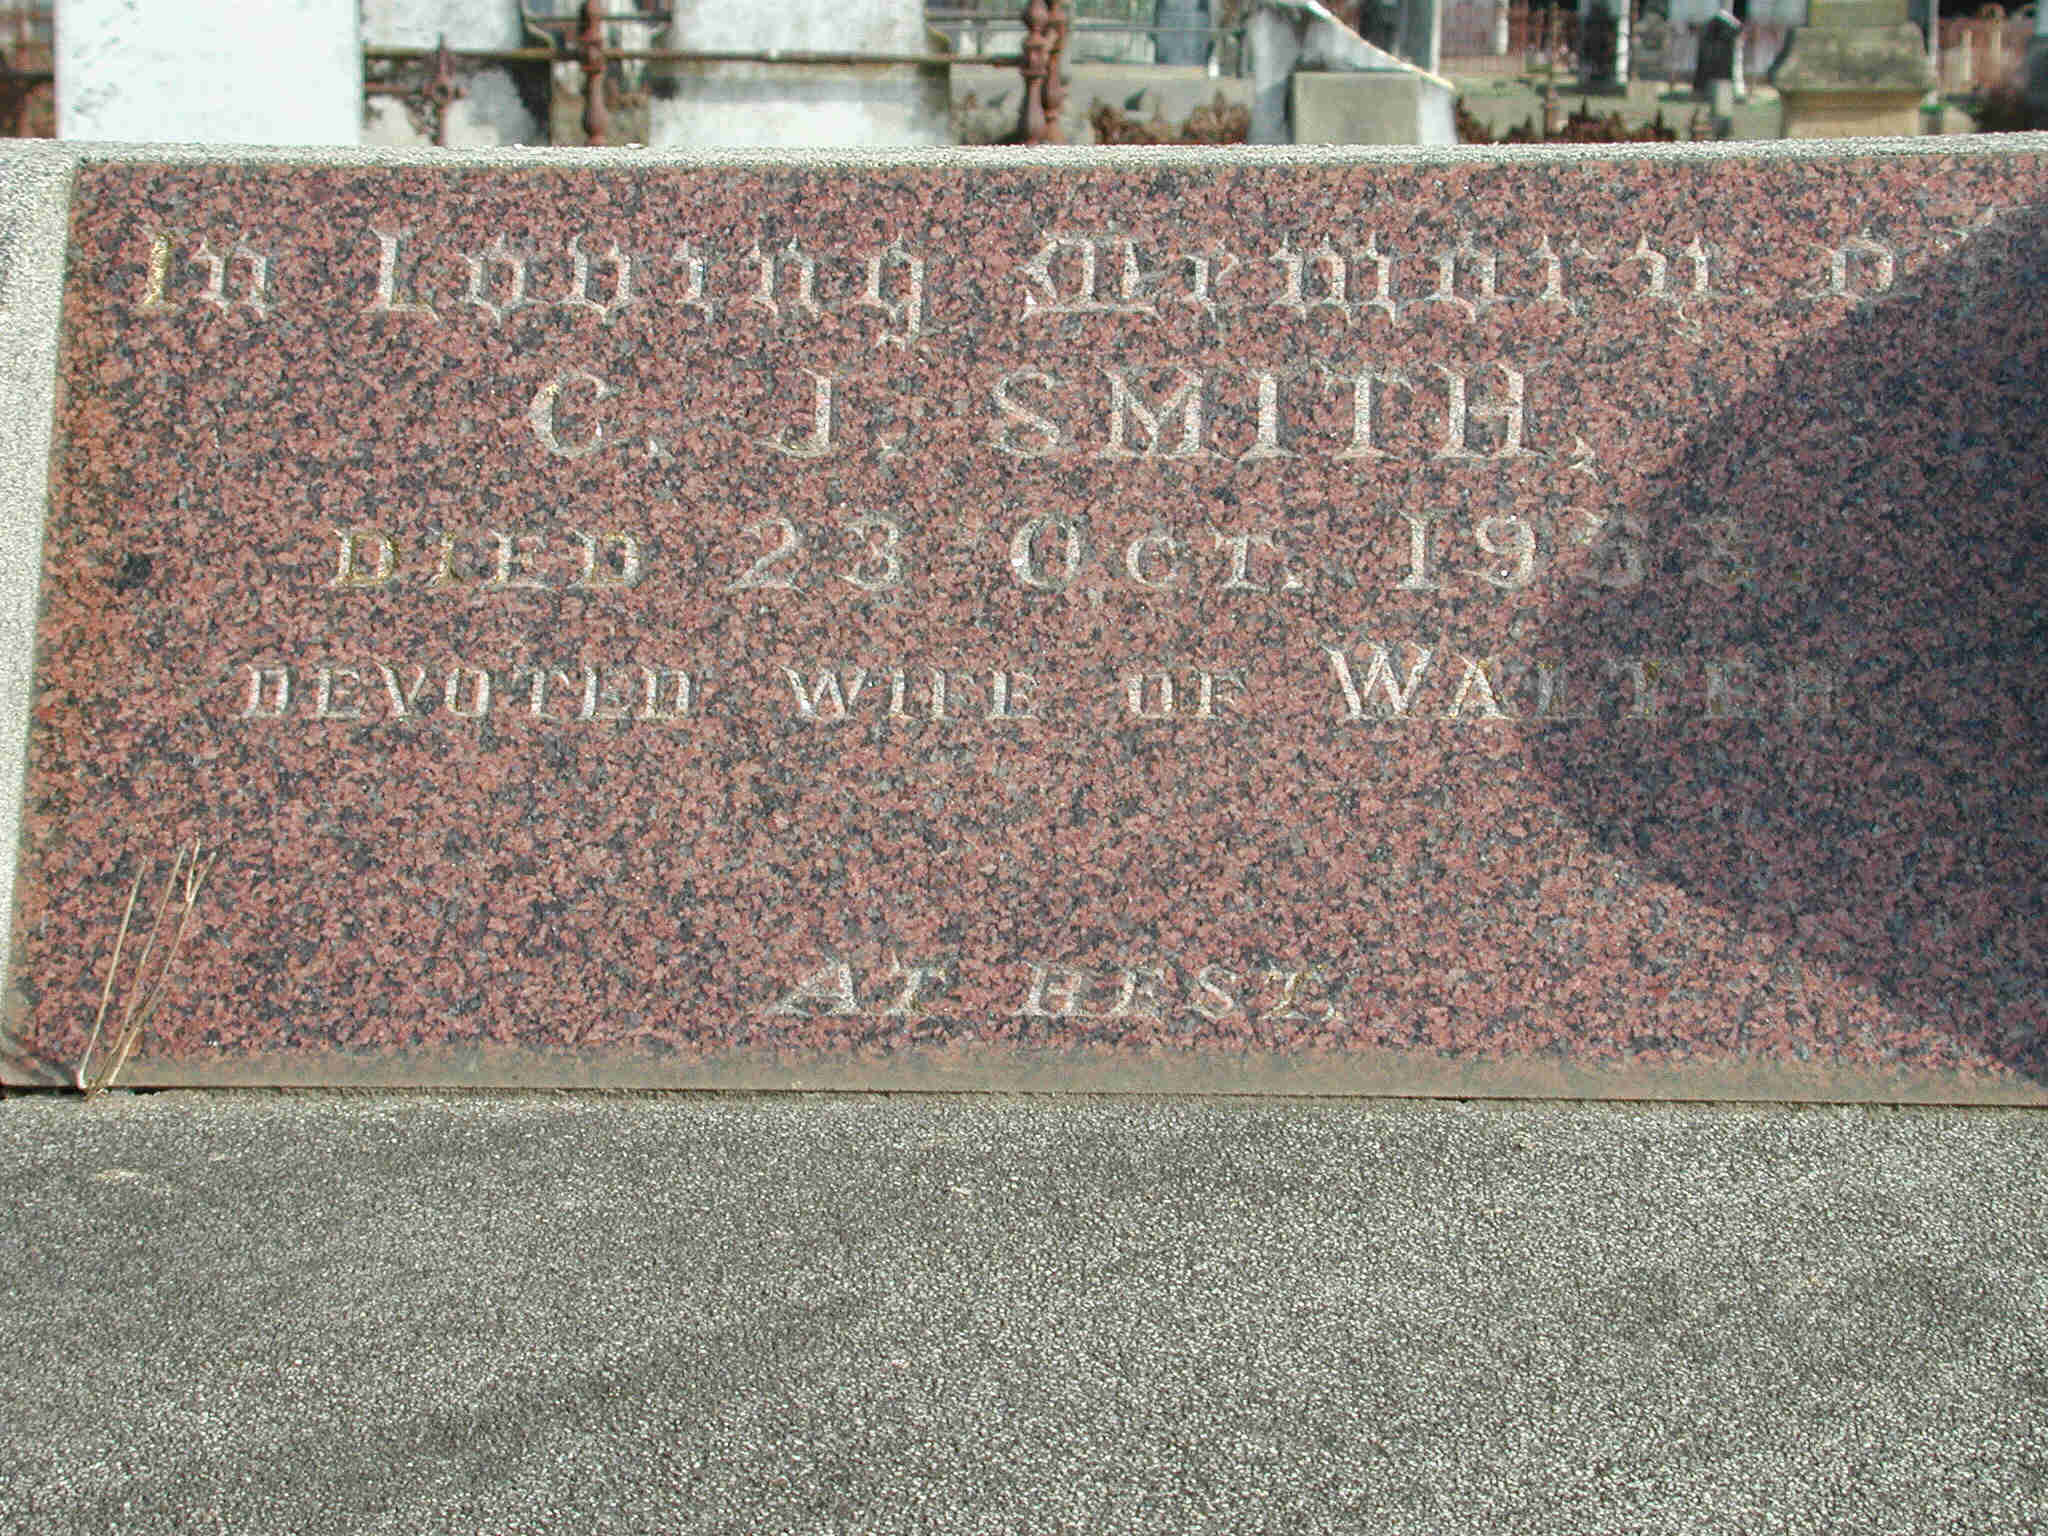 In Loving Memory Of
C. J. SMITH,
DIED 23 OCT.
DEVOTED WIFE OF WALTER
AT REST.